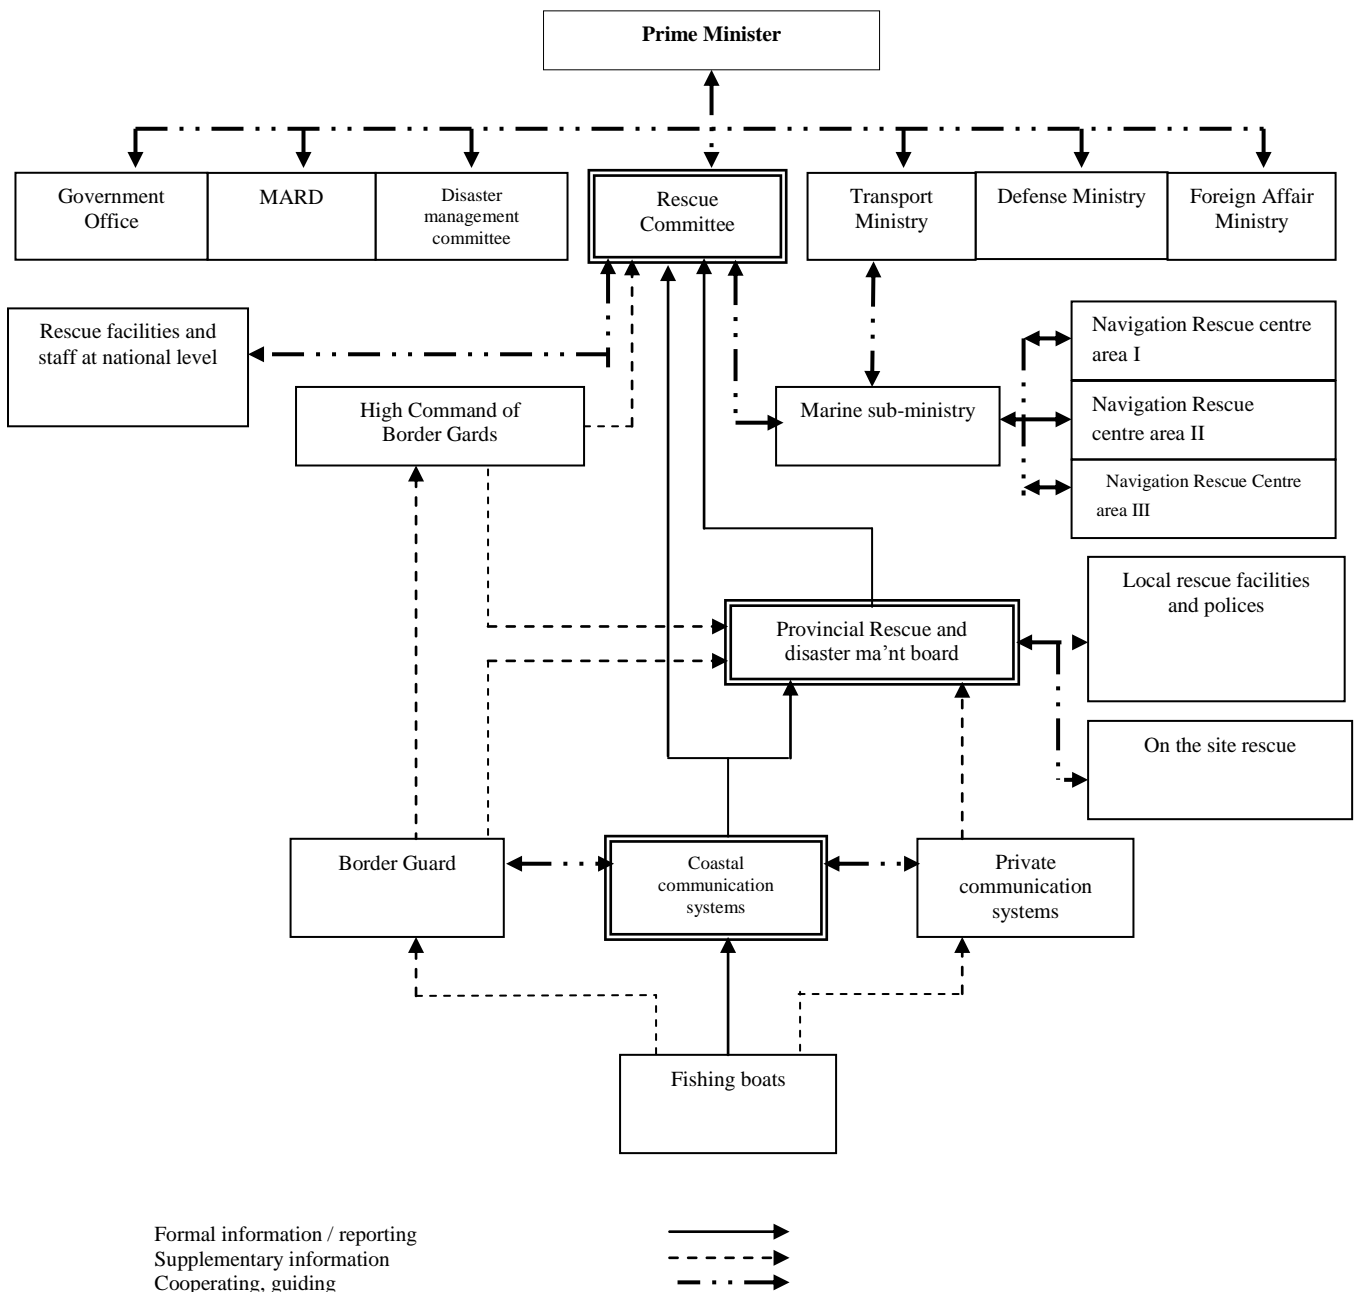 Prime Minister
Government
Office
MARD
Disaster
management
committee
Rescue
Committee
Transport
Ministry
Defense Ministry
Foreign Affair
Ministry
Rescue facilities and
staff at national level
High Command of
Border Gards
Marine sub-ministry
Navigation Rescue centre
area I
Navigation Rescue
centre area II
Navigation Rescue Centre
area III
Local rescue facilities
and polices
Provincial Rescue and
disaster ma’nt board
On the site rescue
Border Guard
Coastal
communication
systems
Private
communication
systems
Fishing boats
Formal information / reporting
Supplementary information
Cooperating, guiding